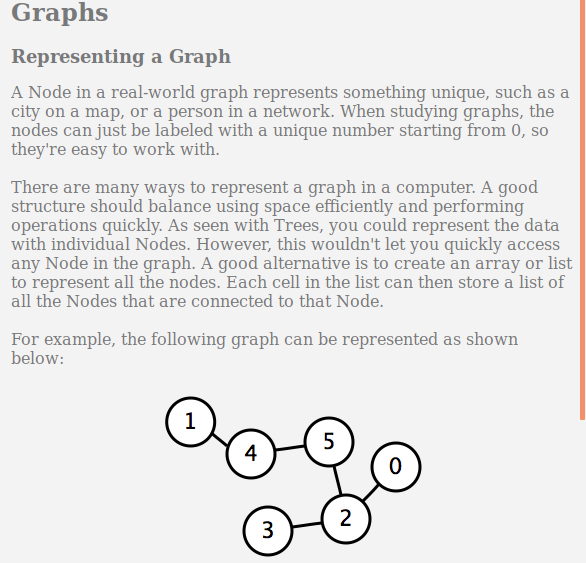 Graphs
Representing a Graph
A Node in a real-world graph represents something unique, such as a
city on a map, or a person in a network. When studying graphs, the
nodes can just be labeled with a unique number starting from 0, so
they're easy to work with.
There are many ways to represent a graph in a computer. A good
structure should balance using space efficiently and performing
operations quickly. As seen with Trees, you could represent the data
with individual Nodes. However, this wouldn't let you quickly access
any Node in the graph. A good alternative is to create an array or list
to represent all the nodes. Each cell in the list can then store a list of
all the Nodes that are connected to that Node.
For example, the following graph can be represented as shown
below:
1
4
5
0
3
2